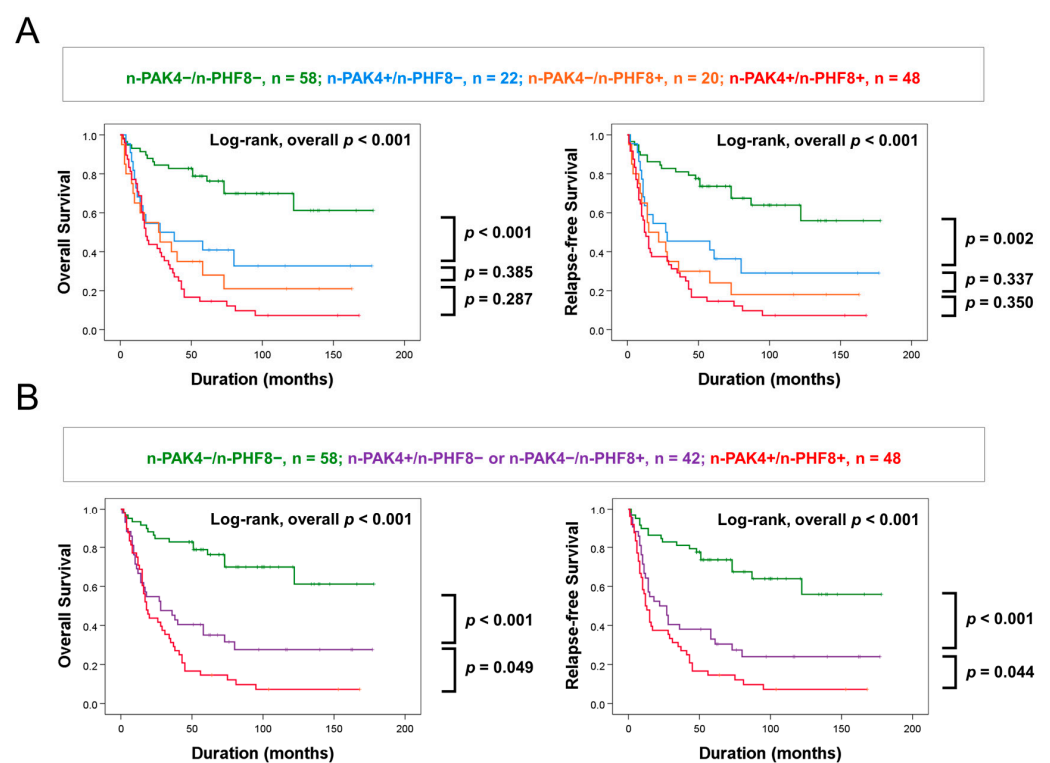 A
n-PAK4−/n-PHF8−, n = 58; n-PAK4+/n-PHF8−, n = 22; n-PAK4−/n-PHF8+, n = 20; n-PAK4+/n-PHF8+, n = 48
Log-rank, overall p < 0.001
Overall Survival
1.0
0.8
0.6
0.4
0.2
0.0
0
50
100
150
200
Duration (months)
p < 0.001
p = 0.385
p = 0.287
Log-rank, overall p < 0.001
Relapse-free Survival
1.0
0.8
0.6
0.4
0.2
0.0
0
50
100
150
200
Duration (months)
p = 0.002
p = 0.337
p = 0.350
B
n-PAK4−/n-PHF8−, n = 58; n-PAK4+/n-PHF8− or n-PAK4−/n-PHF8+, n = 42; n-PAK4+/n-PHF8+, n = 48
Log-rank, overall p < 0.001
Overall Survival
1.0
0.8
0.6
0.4
0.2
0.0
0
50
100
150
200
Duration (months)
p < 0.001
p = 0.049
Log-rank, overall p < 0.001
Relapse-free Survival
1.0
0.8
0.6
0.4
0.2
0.0
0
50
100
150
200
Duration (months)
p < 0.001
p = 0.044